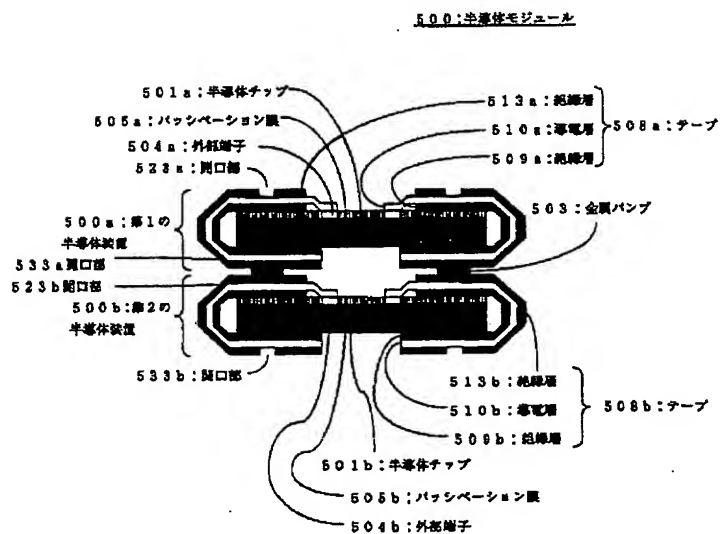 500:半導体モジュール
501a:半導体チップ
505a:パッシベーション膜
504a:外部端子
523a:開口部
513a:絶縁層
510a:導電層
509a:絶縁層
508a:テープ
500a:第1の
半導体装置
503:金属バンプ
533a開口部
523b開口部
500b:第2の
半導体装置
533b:開口部
513b:絶縁層
510b:導電層
509b:絶縁層
508b:テープ
501b:半導体チップ
505b:パッシベーション膜
504b:外部端子